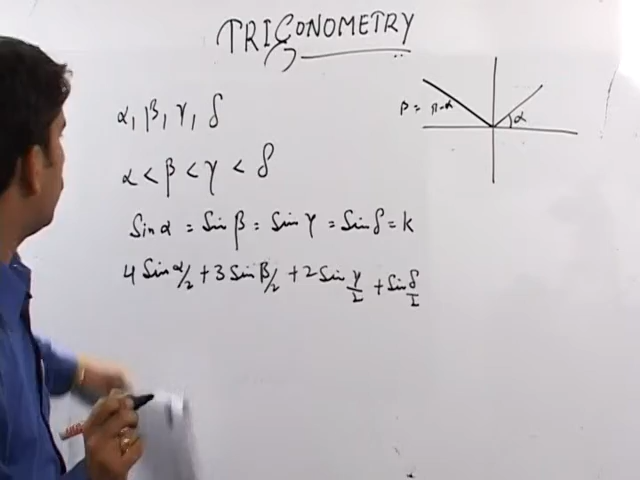 TRIGONOMETRY
α, β, γ, δ
α < β < γ < δ
Sin α = Sin β = Sin γ = Sin δ = k
4 Sin α/2 + 3 Sin β/2 + 2 Sin γ/2 + Sin δ/2
β = π-α
α